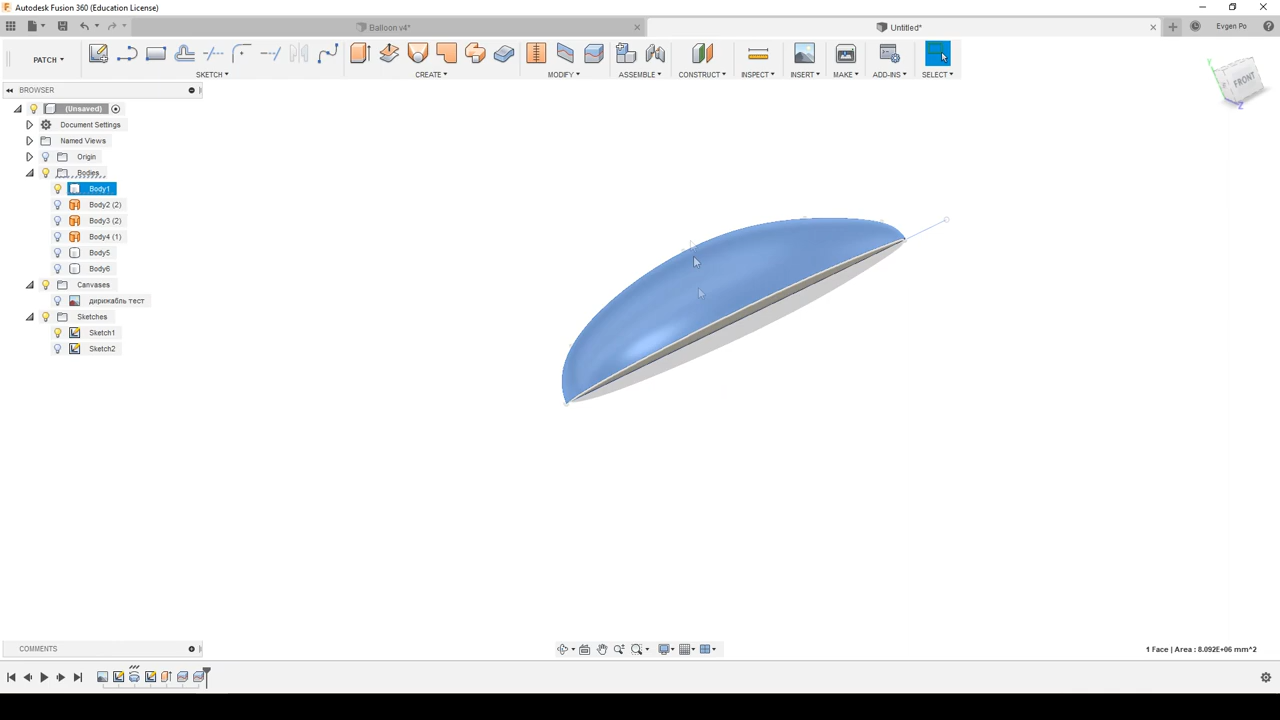 Autodesk Fusion 360 (Education License)
Balloon v4*
Untitled*
Evgen Po
PATCH
SKETCH
CREATE
MODIFY
ASSEMBLE
CONSTRUCT
INSPECT
INSERT
MAKE
ADD-INS
SELECT
BROWSER
(Unsaved)
Document Settings
Named Views
Origin
Bodies
Body1
Body2 (2)
Body3 (2)
Body4 (1)
Body5
Body6
Canvases
дирижабль тест
Sketches
Sketch1
Sketch2
Y
FRONT
Z
COMMENTS
1 Face | Area : 8.092E+06 mm^2